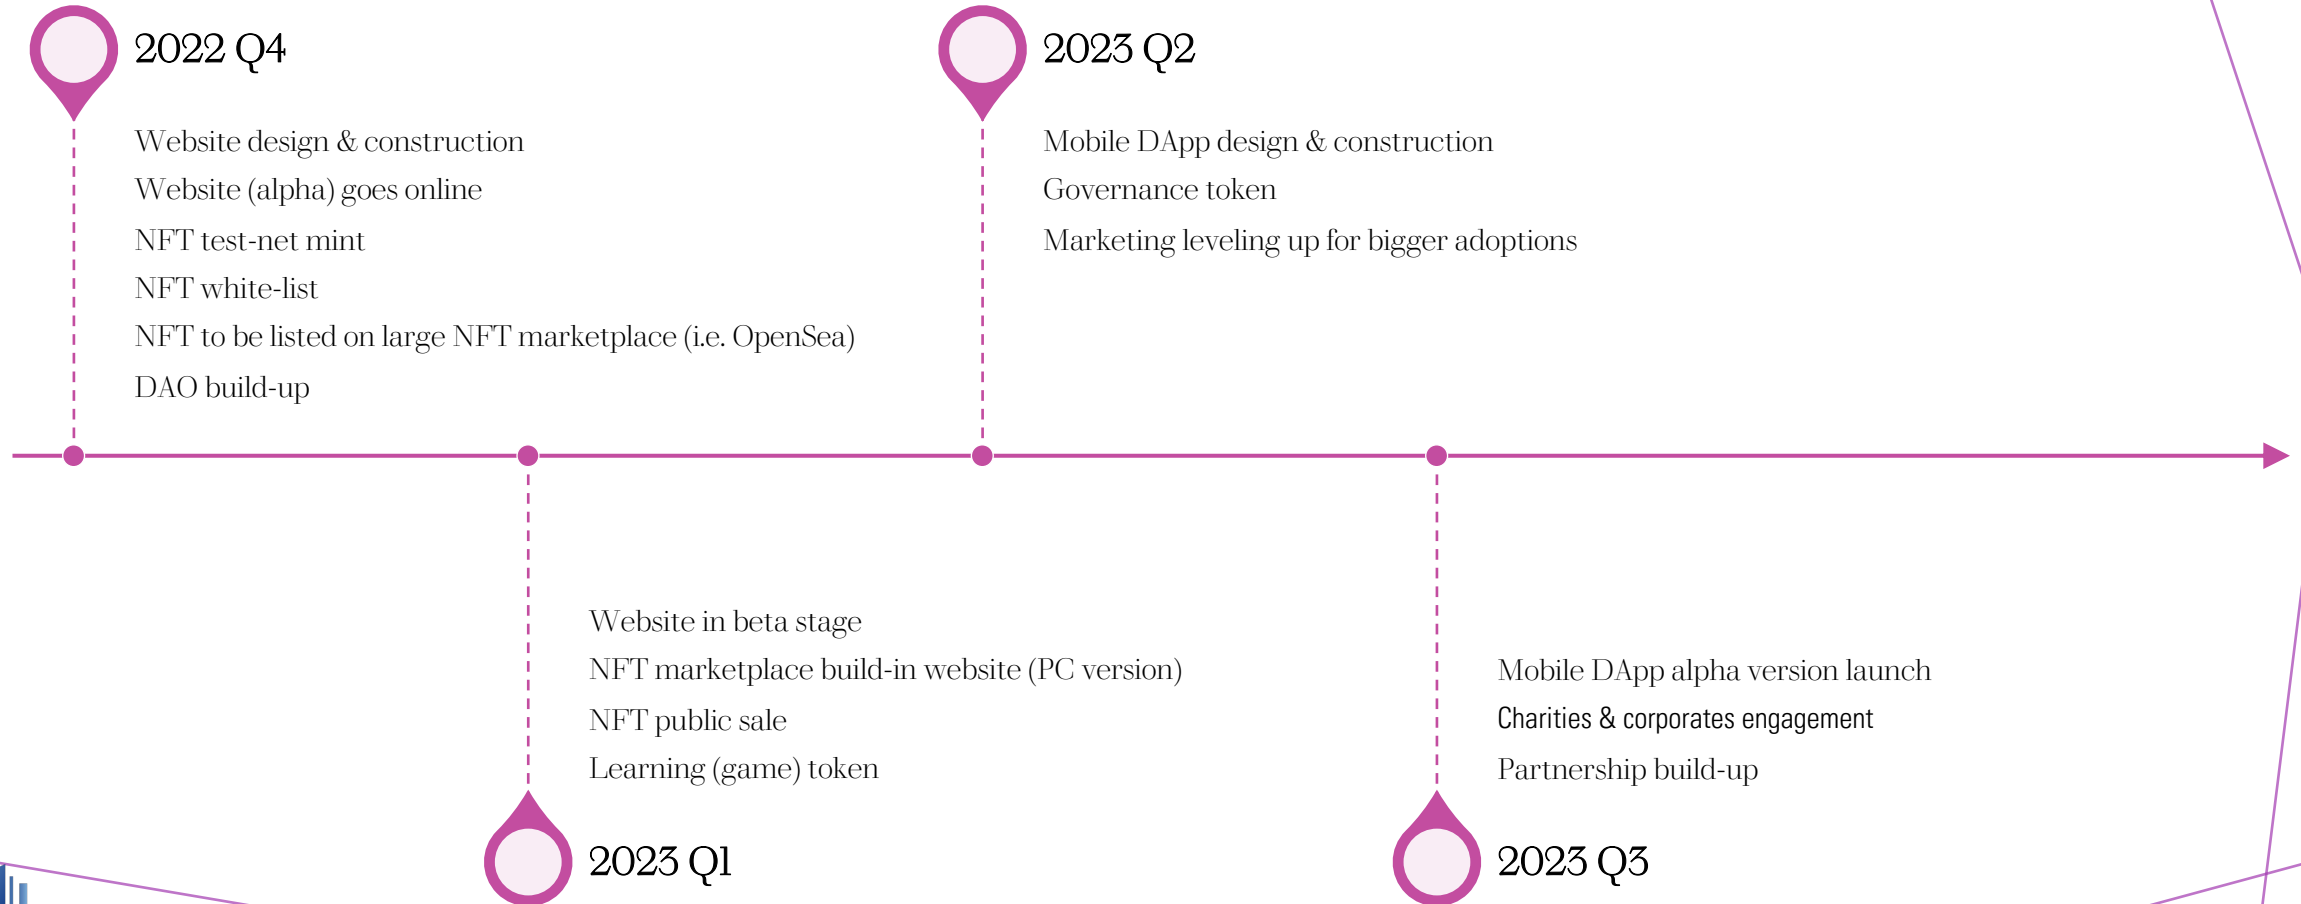 2022 Q4
Website design & construction
Website (alpha) goes online
NFT test-net mint
NFT white-list
NFT to be listed on large NFT marketplace (i.e. OpenSea)
DAO build-up
2023 Q2
Mobile DApp design & construction
Governance token
Marketing leveling up for bigger adoptions
Website in beta stage
NFT marketplace build-in website (PC version)
NFT public sale
Learning (game) token
2023 Q1
Mobile DApp alpha version launch
Charities & corporates engagement
Partnership build-up
2023 Q3